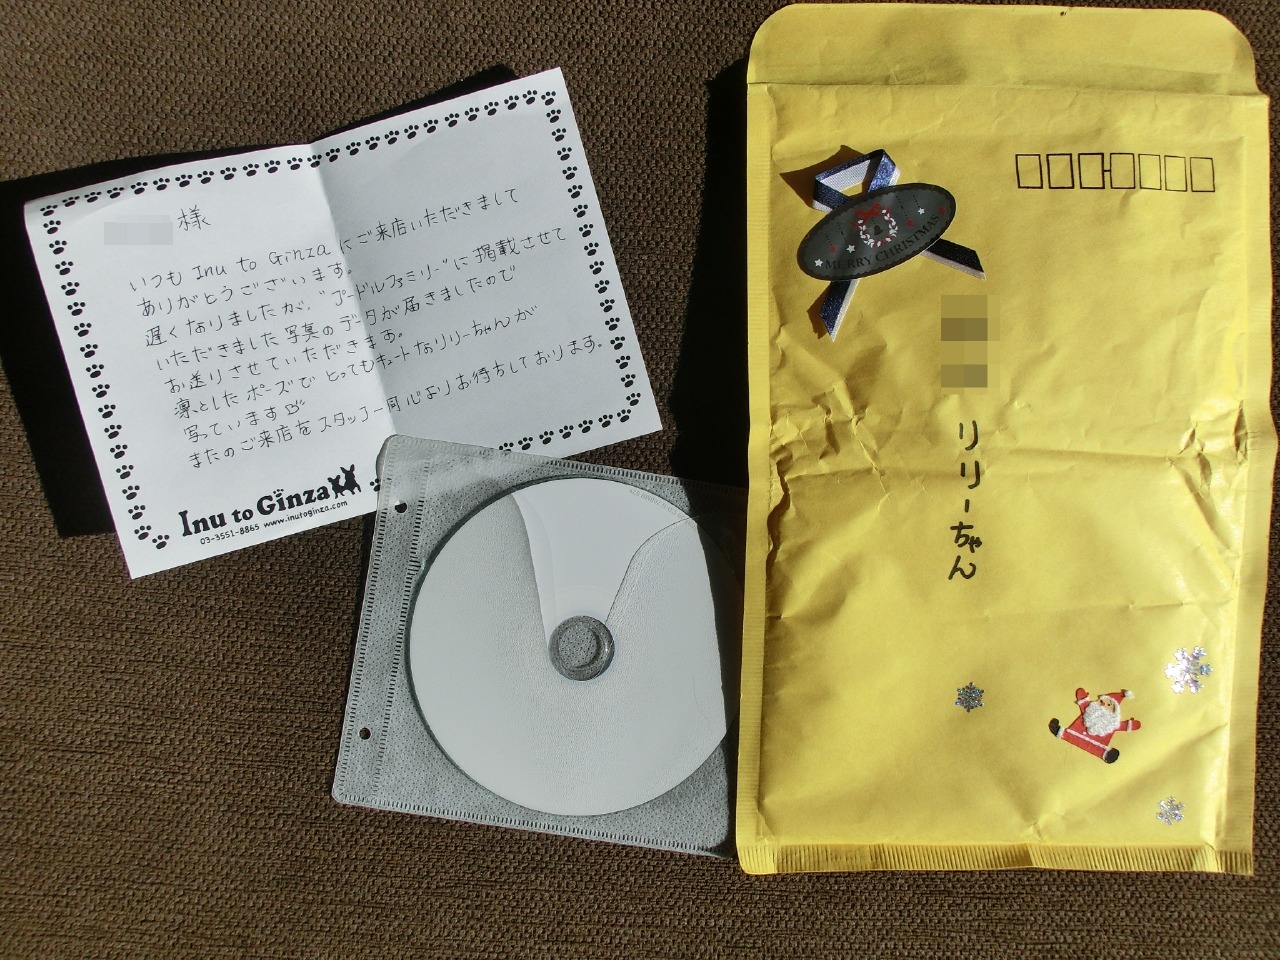 様
いつも Inu to Ginza にご来店いただきまして
ありがとうございます。
遅くなりましたが、"プードルファミリー"に掲載させて
いただきました写真のデータが届きましたので
お送りさせていただきます。
凛としたポーズで とってもキュートなリリーちゃんが
写っています
またのご来店をスタッフ一同心よりお待ちしております。
Inu to Ginza
03-3551-8865 www.inutoginza.com
MERRY CHRISTMAS
リリーちゃん